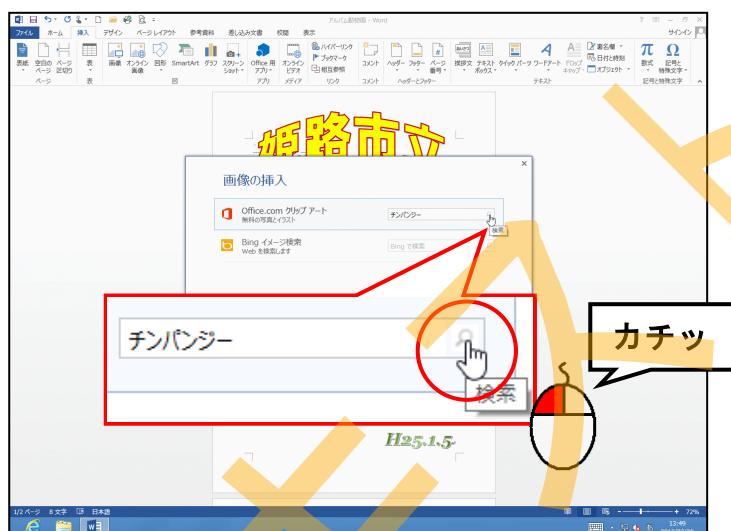 アルバム動物園 - Word
サインイン
ファイル ホーム 挿入 デザイン ページ レイアウト 参考資料 差し込み文書 校閲 表示
表紙 空白のページ ページ区切り 表 画像 オンライン画像 図形 SmartArt グラフ スクリーンショット Office 用アプリ オンラインビデオ
ハイパーリンク
ブックマーク
相互参照
コメント ヘッダー フッター ページ番号 挨拶文 テキストボックス クイック パーツ ワードアート ドロップキャップ
署名欄
日付と時刻
オブジェクト
数式 記号と特殊文字
ページ 表 図 アプリ メディア リンク コメント ヘッダーとフッター テキスト 記号と特殊文字
姫路市立
画像の挿入
Office.com クリップ アート
無料の写真とイラスト
チンパンジー
検索
Bing イメージ検索
Web を検索します
Bing で検索
チンパンジー
検索
カチッ
H25.1.5
1/2 ページ 8 文字 日本語
72%
13:49